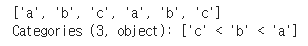 ['a', 'b', 'c', 'a', 'b', 'c']
Categories (3, object): ['c' < 'b' < 'a']